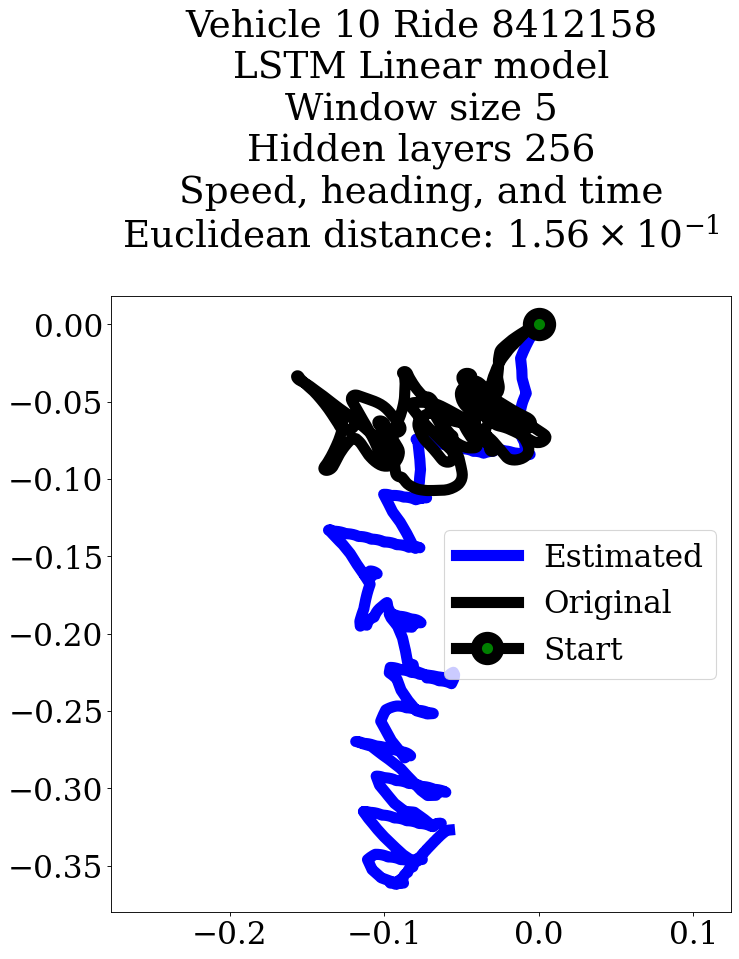 Vehicle 10 Ride 8412158
LSTM Linear model
Window size 5
Hidden layers 256
Speed, heading, and time
Euclidean distance: 1.56 × 10⁻¹
0.00
−0.05
−0.10
−0.15
−0.20
−0.25
−0.30
−0.35
Estimated
Original
Start
−0.2
−0.1
0.0
0.1